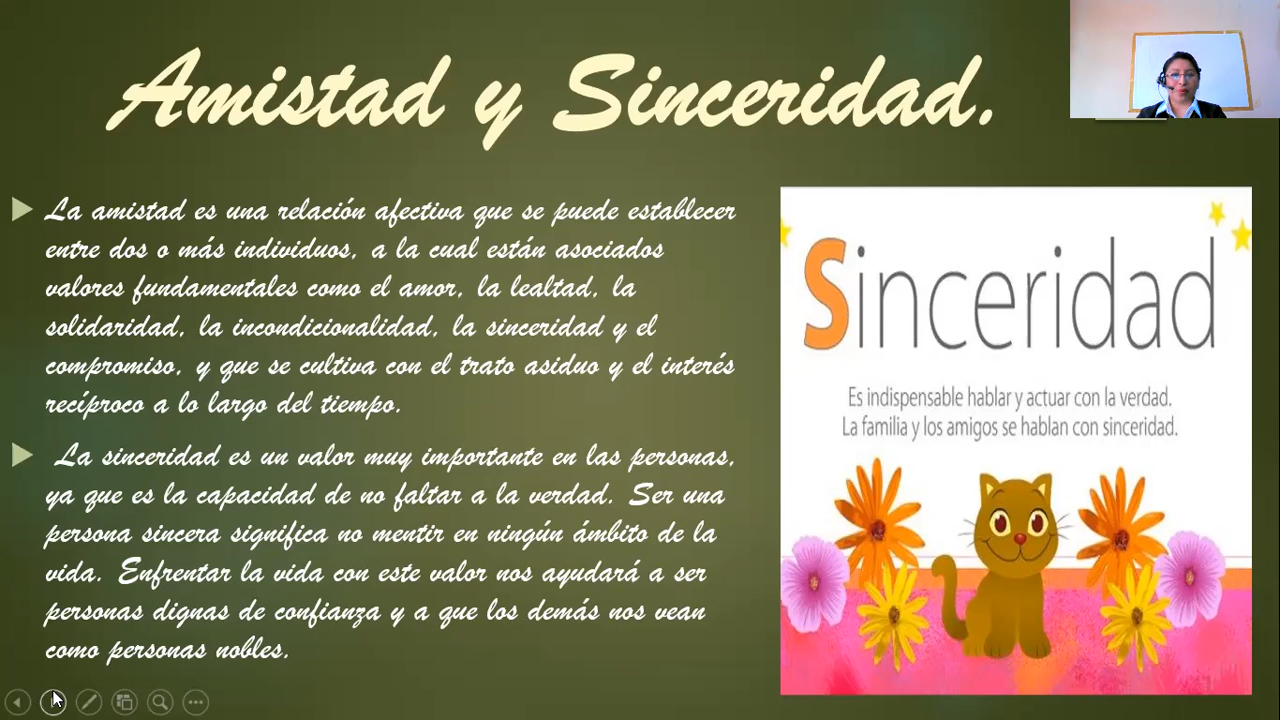 Amistad y Sinceridad.
La amistad es una relación afectiva que se puede establecer
entre dos o más individuos, a la cual están asociados
valores fundamentales como el amor, la lealtad, la
solidaridad, la incondicionalidad, la sinceridad y el
compromiso, y que se cultiva con el trato asiduo y el interés
recíproco a lo largo del tiempo.
La sinceridad es un valor muy importante en las personas,
ya que es la capacidad de no faltar a la verdad. Ser una
persona sincera significa no mentir en ningún ámbito de la
vida. Enfrentar la vida con este valor nos ayudará a ser
personas dignas de confianza y a que los demás nos vean
como personas nobles.
Sinceridad
Es indispensable hablar y actuar con la verdad.
La familia y los amigos se hablan con sinceridad.